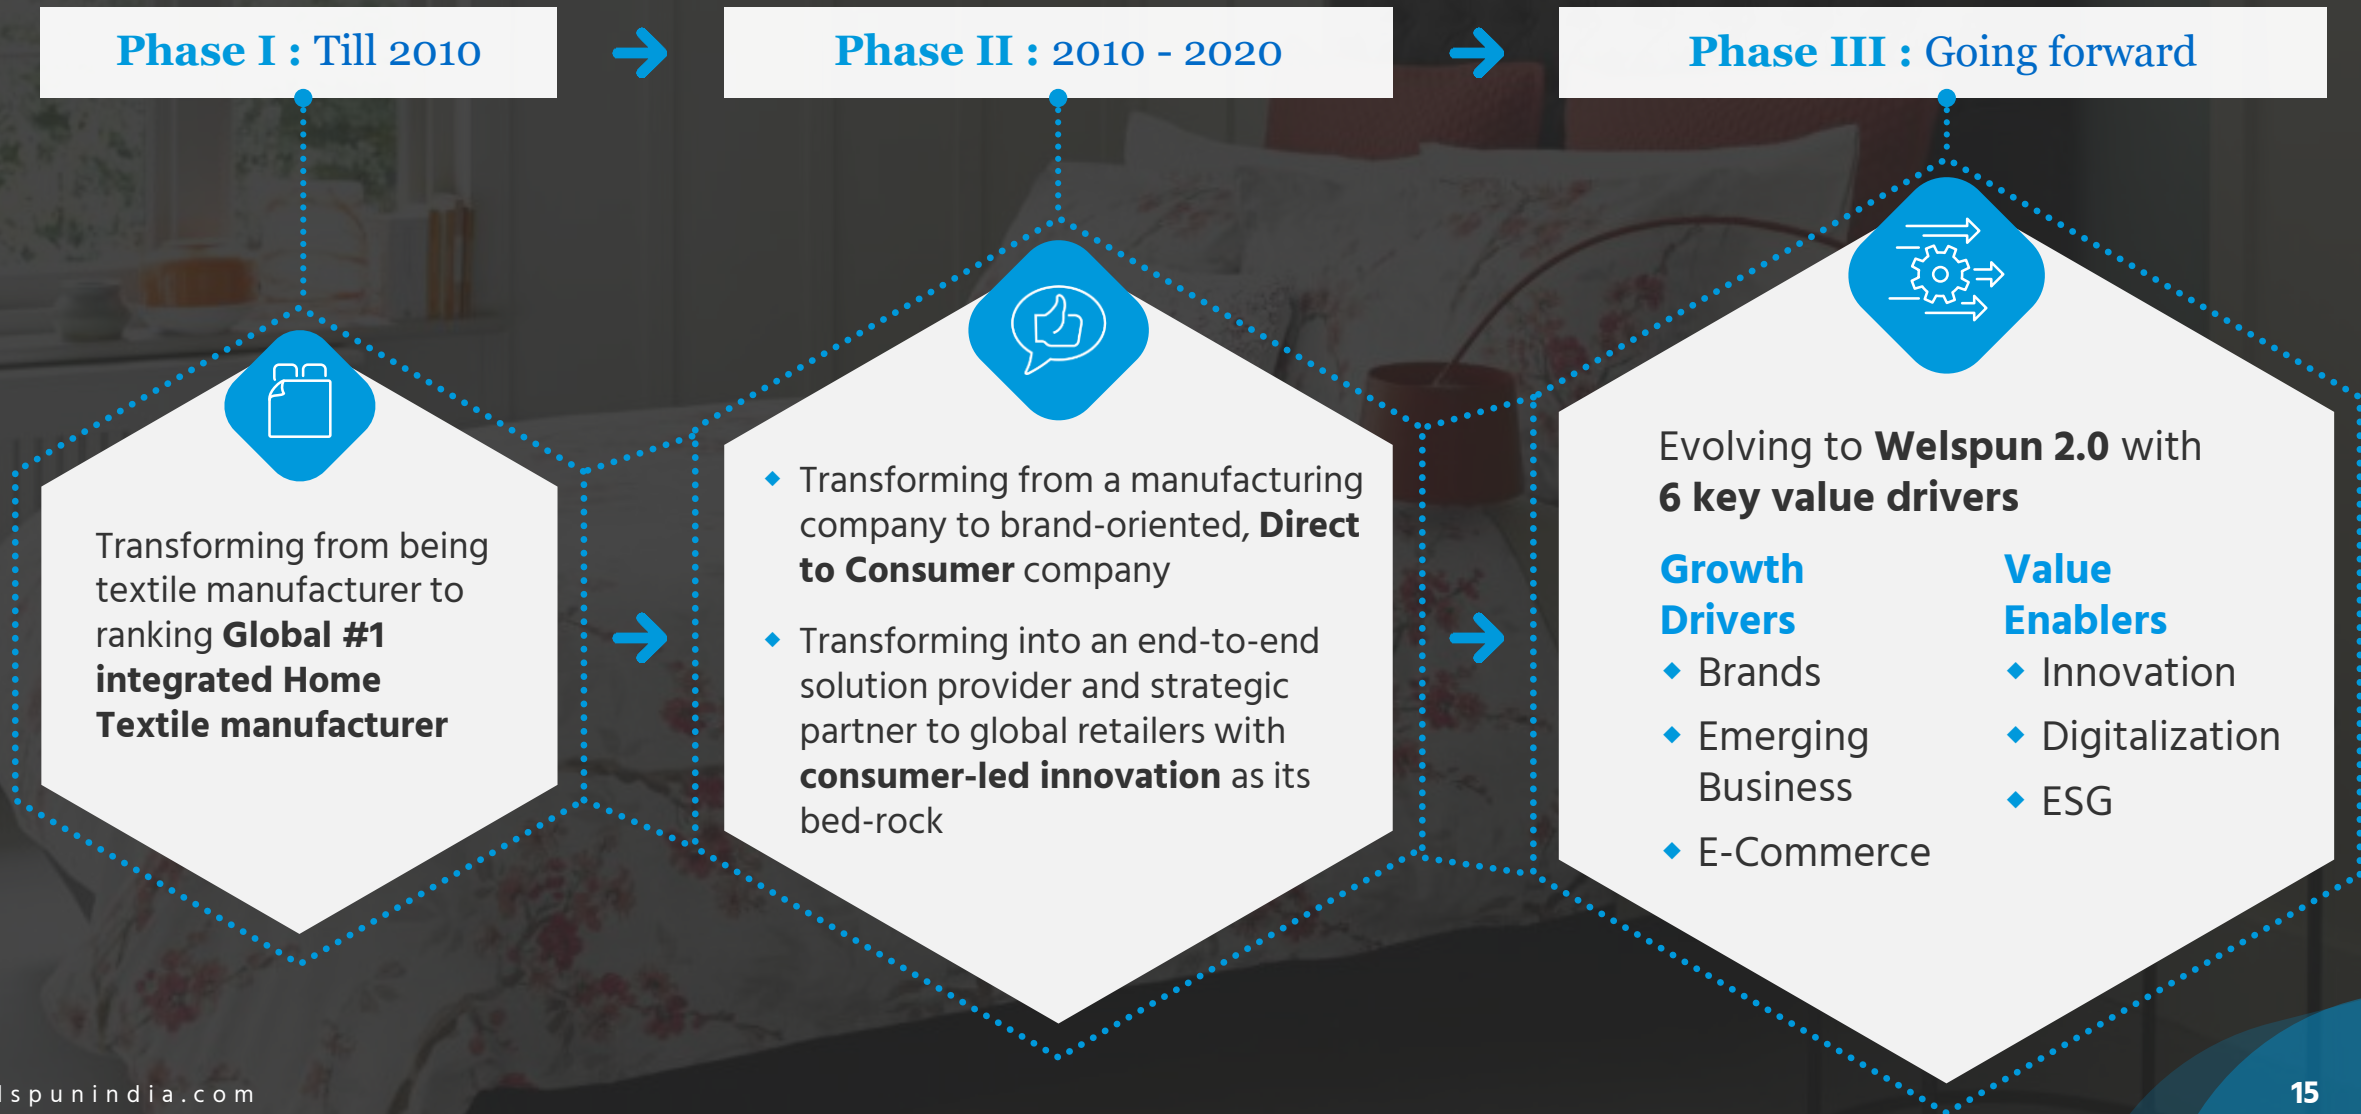 Phase I : Till 2010
Phase II : 2010 - 2020
Phase III : Going forward
Transforming from being
textile manufacturer to
ranking Global #1
integrated Home
Textile manufacturer
Transforming from a manufacturing
company to brand-oriented, Direct
to Consumer company
Transforming into an end-to-end
solution provider and strategic
partner to global retailers with
consumer-led innovation as its
bed-rock
Evolving to Welspun 2.0 with
6 key value drivers
Growth
Drivers
Brands
Emerging
Business
E-Commerce
Value
Enablers
Innovation
Digitalization
ESG
lspunindia.com
15